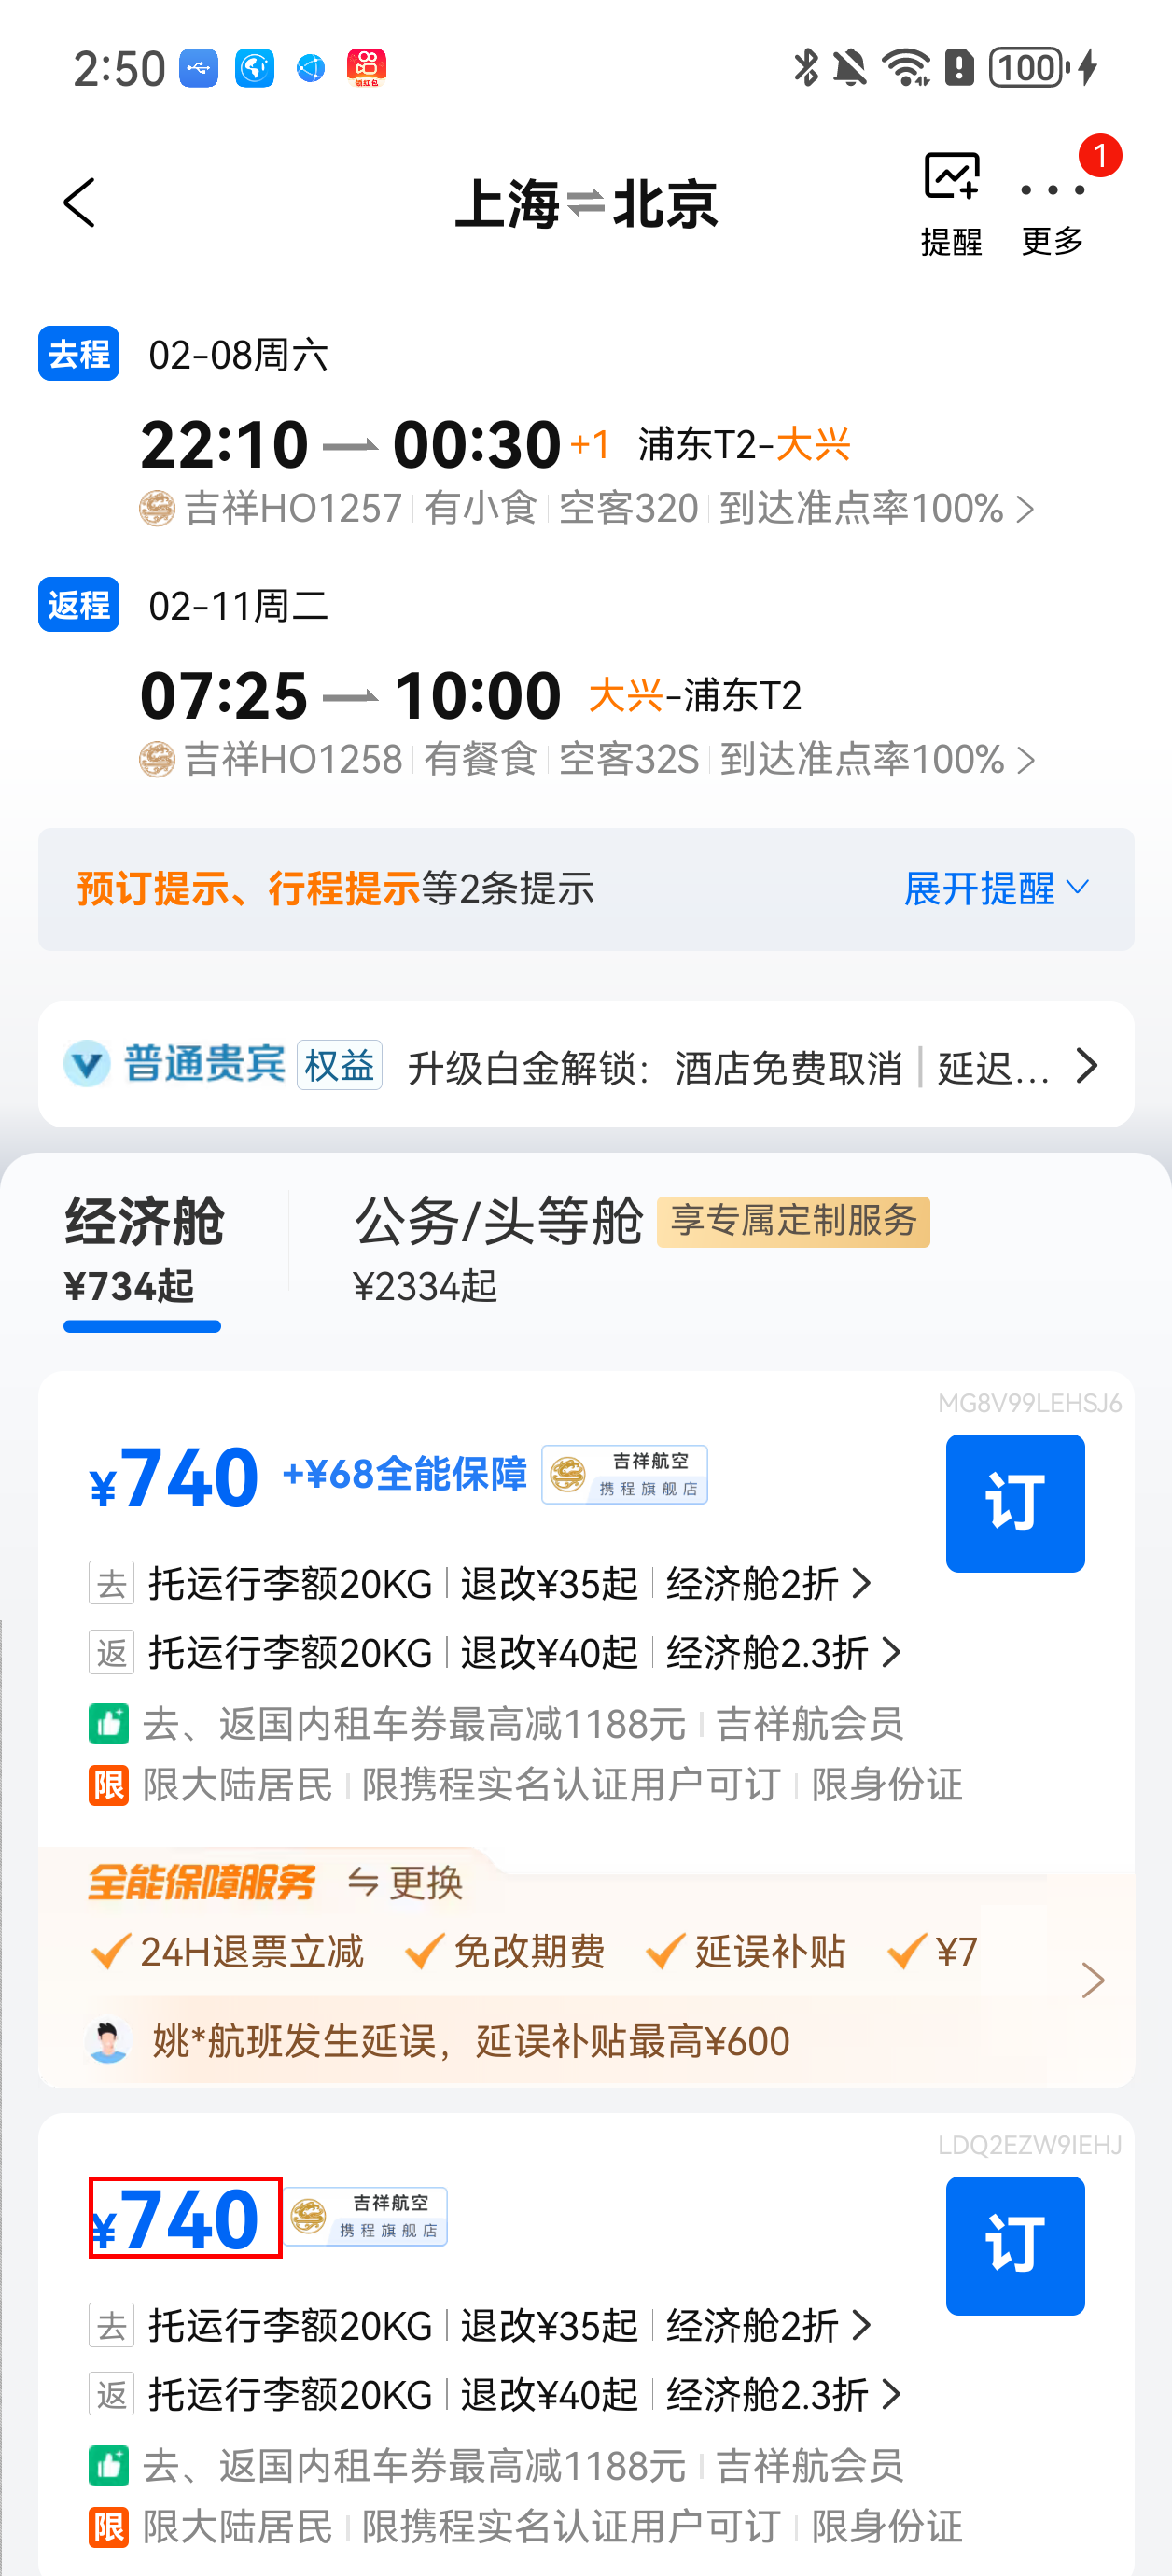 2:50
领红包
100
上海⇌北京
提醒
更多
1
去程 02-08周六
22:10 00:30 +1 浦东T2-大兴
吉祥HO1257 有小食 空客320 到达准点率100%
返程 02-11周二
07:25 10:00 大兴-浦东T2
吉祥HO1258 有餐食 空客32S 到达准点率100%
预订提示、行程提示等2条提示 展开提醒
普通贵宾 权益 升级白金解锁：酒店免费取消 | 延迟...
经济舱 公务/头等舱 享专属定制服务
¥734起 ¥2334起
MG8V99LEHSJ6
¥740 +¥68全能保障 吉祥航空 携程旗舰店 订
去 托运行李额20KG 退改¥35起 经济舱2折
返 托运行李额20KG 退改¥40起 经济舱2.3折
去、返国内租车券最高减1188元 吉祥航会员
限 限大陆居民 限携程实名认证用户可订 限身份证
全能保障服务 更换
24H退票立减 免改期费 延误补贴 ¥7
姚*航班发生延误，延误补贴最高¥600
LDQ2EZW9IEHJ
¥740 吉祥航空 携程旗舰店 订
去 托运行李额20KG 退改¥35起 经济舱2折
返 托运行李额20KG 退改¥40起 经济舱2.3折
去、返国内租车券最高减1188元 吉祥航会员
限 限大陆居民 限携程实名认证用户可订 限身份证